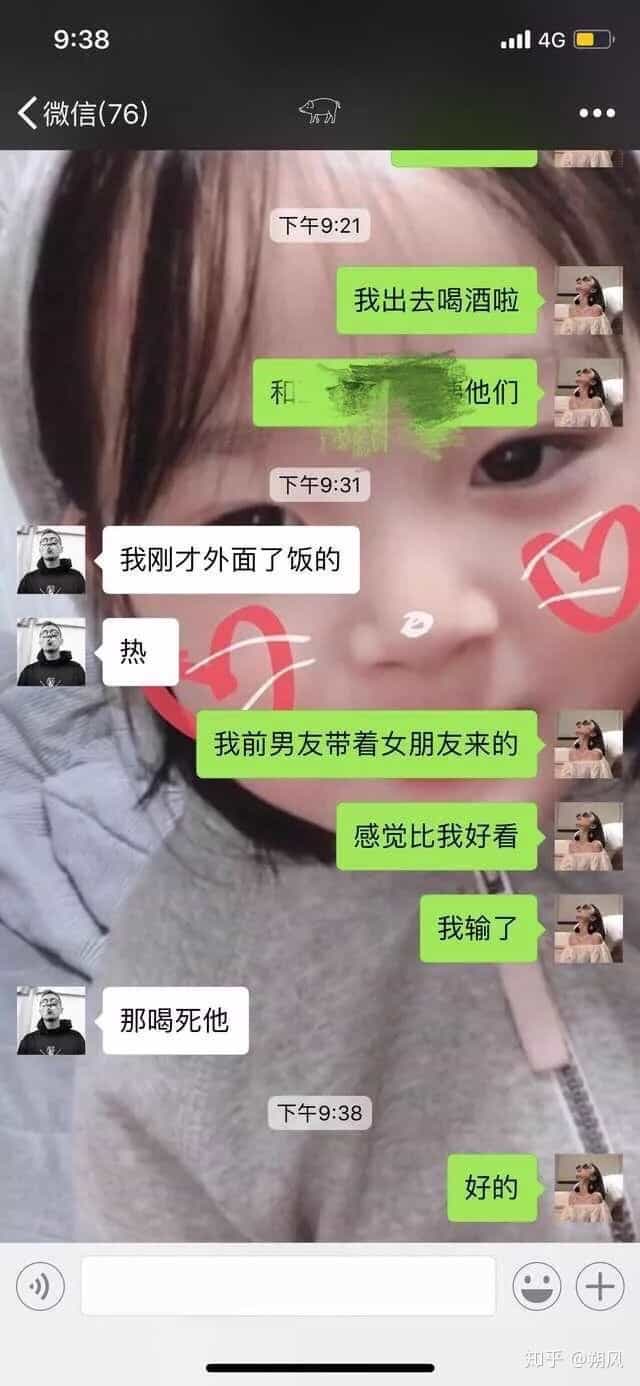 9:38
4G
微信(76)
下午9:21
我出去喝酒啦
和
他们
下午9:31
我刚才外面了饭的
热
我前男友带着女朋友来的
感觉比我好看
我输了
那喝死他
下午9:38
好的
知乎 @朔风